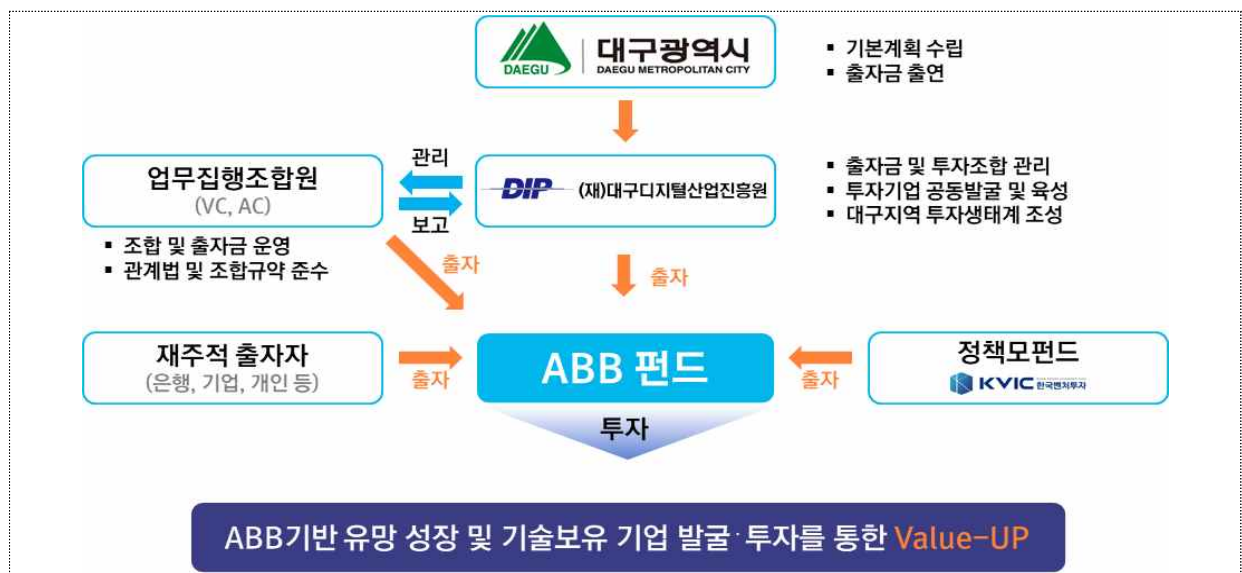 DAEGU
대구광역시
DAEGU METROPOLITAN CITY
▪ 기본계획 수립
▪ 출자금 출연
업무집행조합원
(VC, AC)
관리
보고
DIP (재)대구디지털산업진흥원
▪ 출자금 및 투자조합 관리
▪ 투자기업 공동발굴 및 육성
▪ 대구지역 투자생태계 조성
▪ 조합 및 출자금 운영
▪ 관계법 및 조합규약 준수
출자
출자
재주적 출자자
(은행, 기업, 개인 등)
출자
ABB 펀드
출자
정책모펀드
KVIC 한국벤처투자
투자
ABB기반 유망 성장 및 기술보유 기업 발굴·투자를 통한 Value-UP